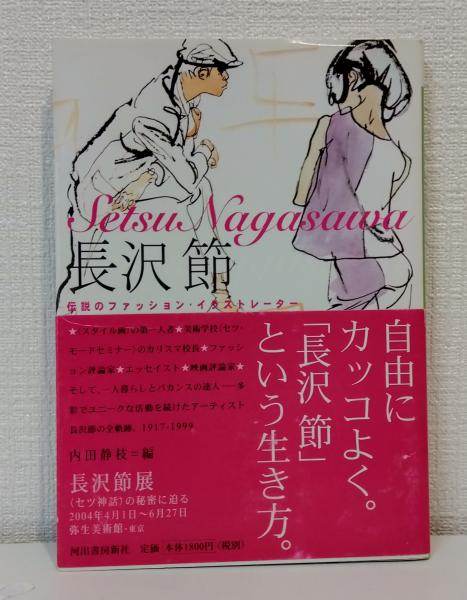 Setsu Nagasawa
長沢 節
伝説のファッション・イラストレーター
自由に
カッコよく。
「長沢 節」
という生き方。
★〈スタイル画〉の第一人者★美術学校〈セツ・
モードセミナー〉のカリスマ校長★ファッシ
ョン評論家★エッセイスト★映画評論家★
そして、一人暮らしとバカンスの達人――多
彩でユニークな活動を続けたアーティスト
長沢節の全軌跡。1917-1999
内田静枝＝編
長沢節展
〈セツ神話〉の秘密に迫る
2004年4月1日〜6月27日
弥生美術館・東京
河出書房新社 定価 本体1800円(税別)